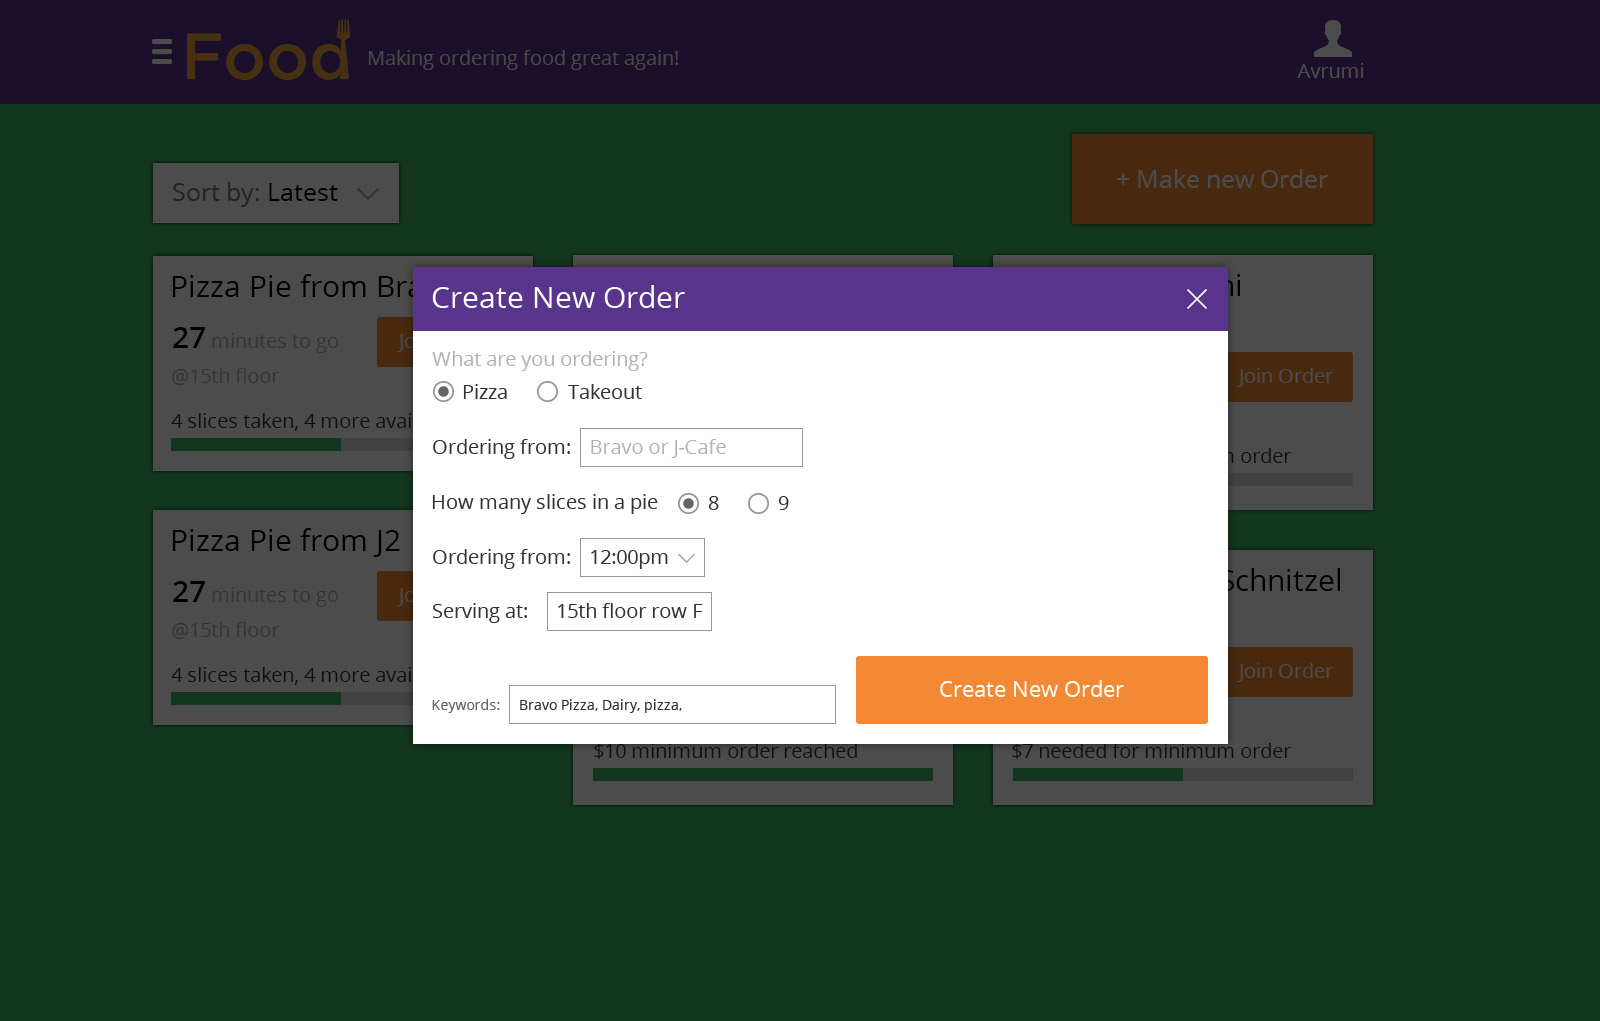 Food
Making ordering food great again!
Avrumi
Sort by: Latest
+ Make new Order
Pizza Pie from
27 minutes to go
@15th floor
4 slices taken, 4 more
Join Order
order
Pizza Pie from J2
27 minutes to go
@15th floor
4 slices taken, 4 more
Schnitzel
Join Order
$10 minimum order reached
$7 needed for minimum order
Create New Order
What are you ordering?
Pizza Takeout
Ordering from: Bravo or J-Cafe
How many slices in a pie 8 9
Ordering from: 12:00pm
Serving at: 15th floor row F
Keywords: Bravo Pizza, Dairy, pizza,
Create New Order